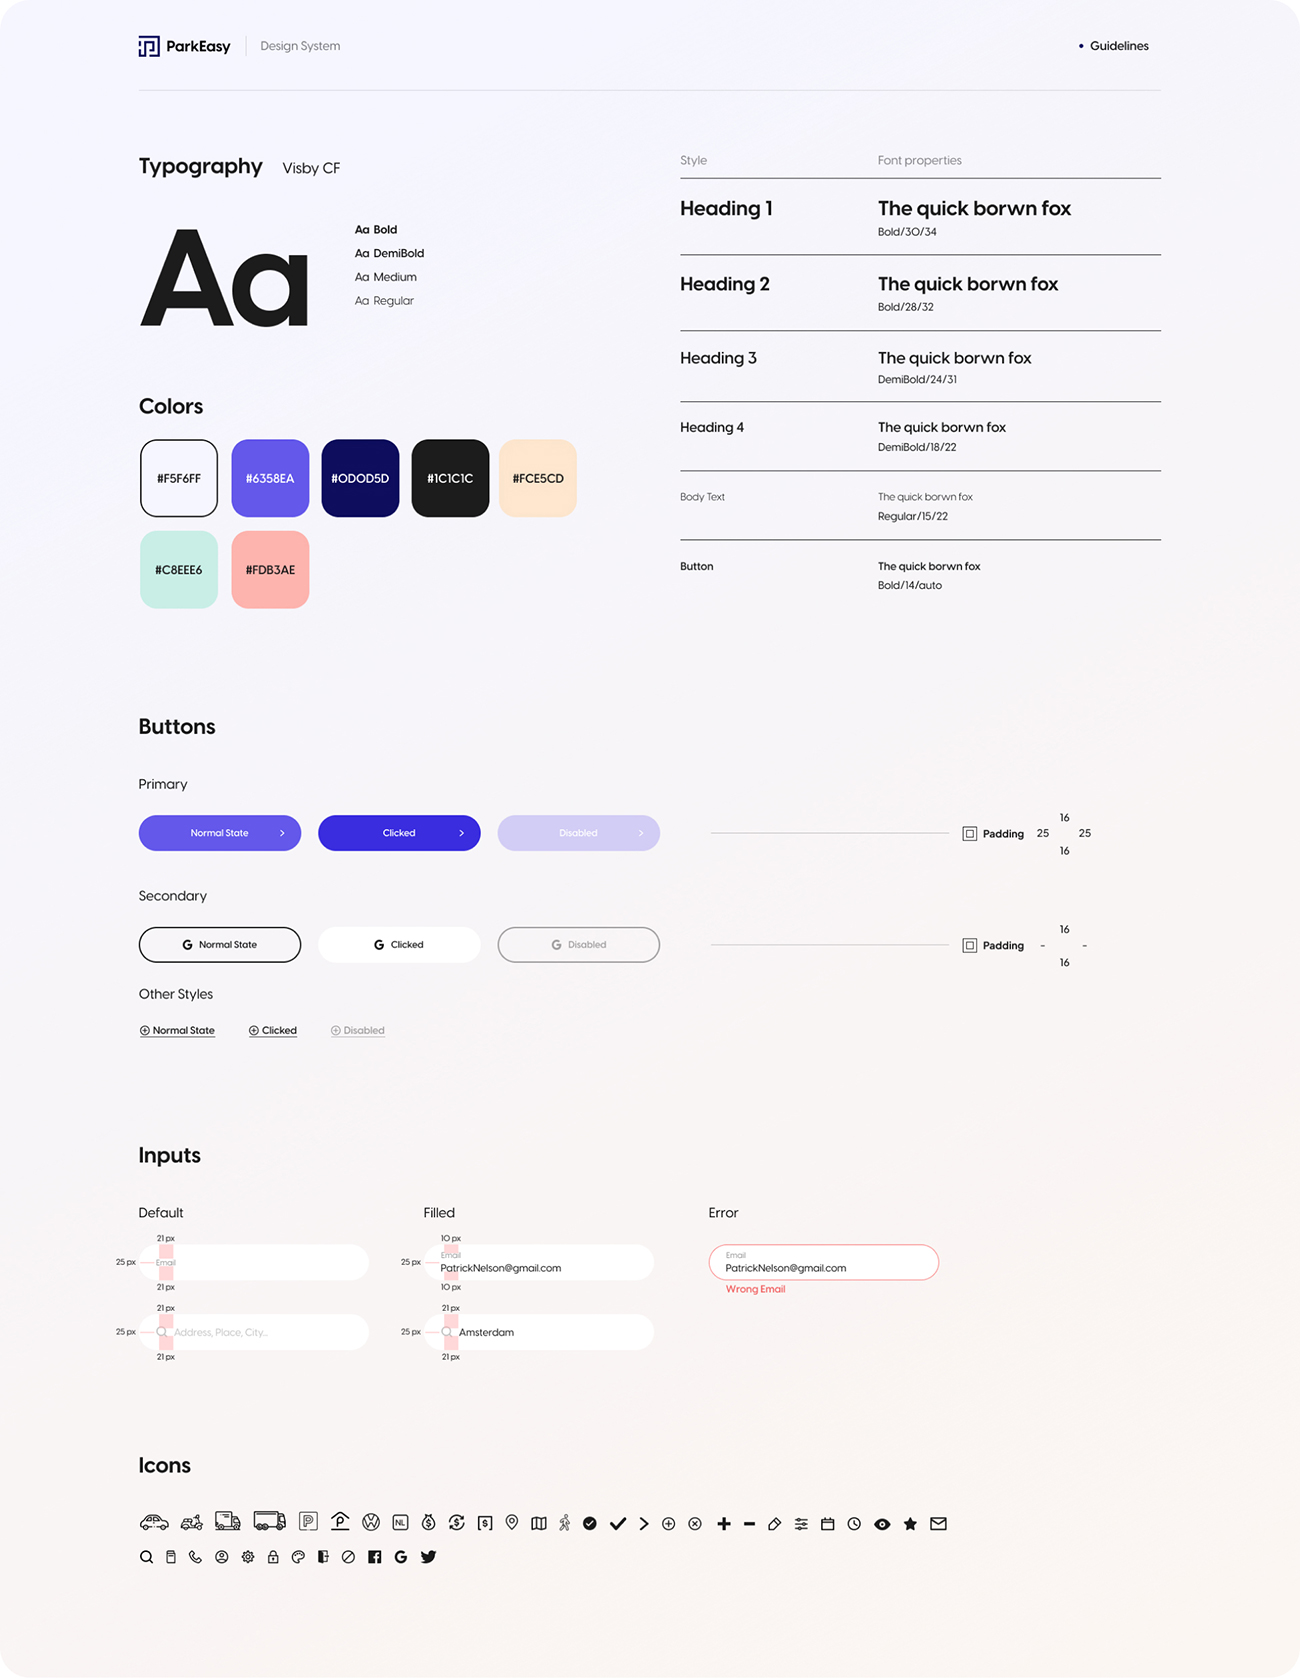 ParkEasy
Design System
Guidelines
Typography
Visby CF
Aa
Aa Bold
Aa DemiBold
Aa Medium
Aa Regular
Style
Font properties
Heading 1
The quick borwn fox
Bold/30/34
Heading 2
The quick borwn fox
Bold/28/32
Heading 3
The quick borwn fox
DemiBold/24/31
Heading 4
The quick borwn fox
DemiBold/18/22
Body Text
The quick borwn fox
Regular/15/22
Button
The quick borwn fox
Bold/14/auto
Colors
#F5F6FF
#6358EA
#0D0D5D
#1C1C1C
#FCE5CD
#C8EEE6
#FDB3AE
Buttons
Primary
Normal State
Clicked
Disabled
Padding
16
25
25
16
Secondary
G Normal State
G Clicked
G Disabled
Padding
16
-
-
16
Other Styles
Normal State
Clicked
Disabled
Inputs
Default
21 px
25 px
Email
21 px
21 px
25 px
Address, Place, City...
21 px
Filled
10 px
25 px
Email
PatrickNelson@gmail.com
10 px
21 px
25 px
Amsterdam
21 px
Error
Email
PatrickNelson@gmail.com
Wrong Email
Icons
P
P
NL
$
$
$
G